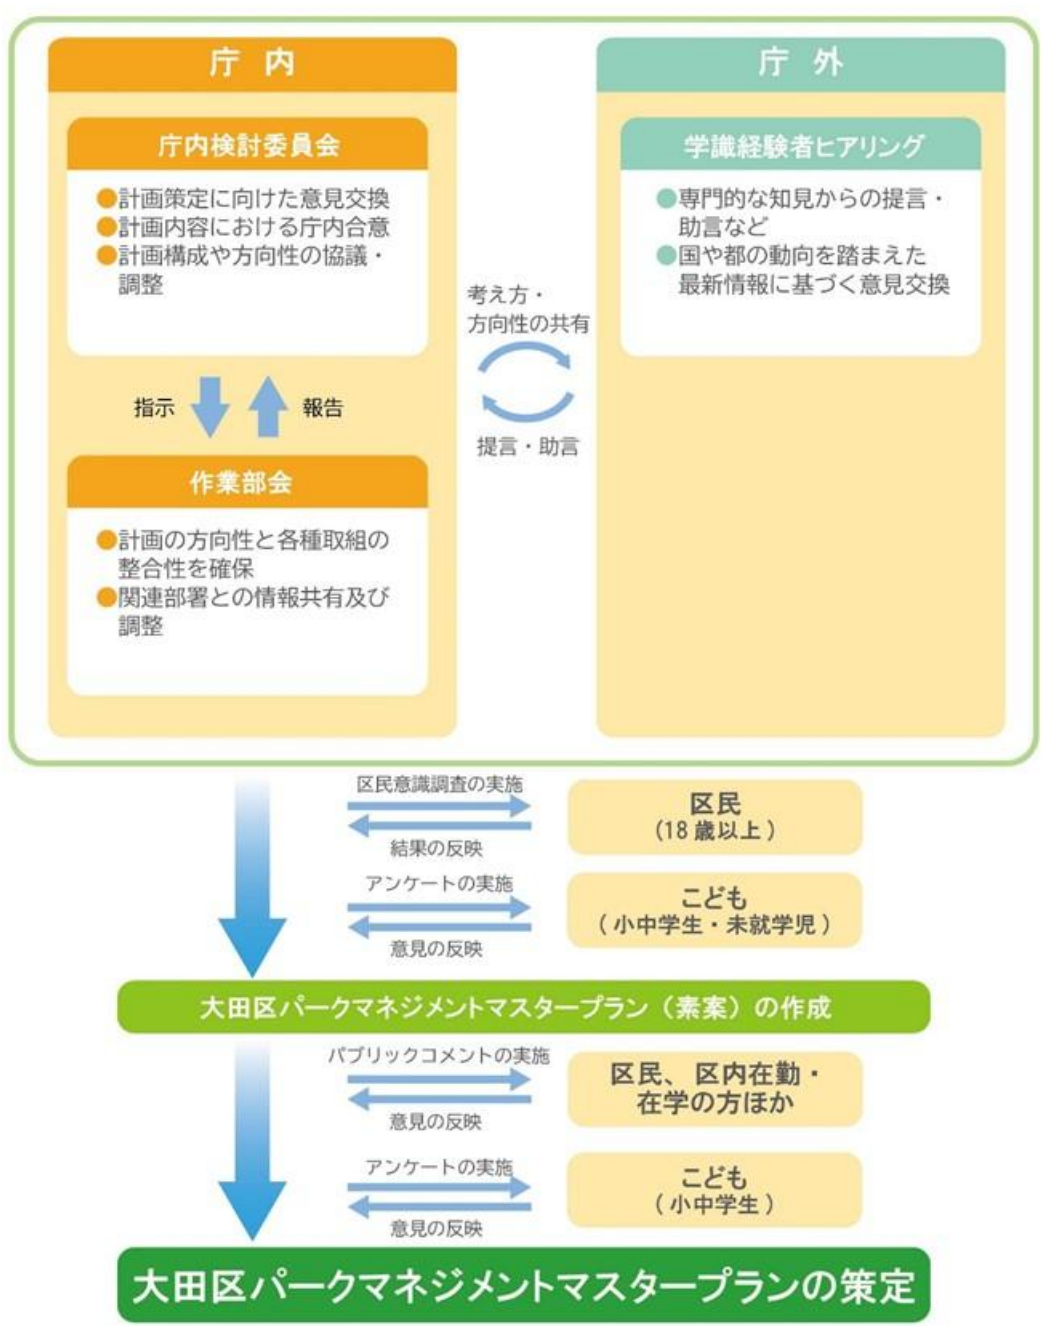 庁内
庁内検討委員会
●計画策定に向けた意見交換
●計画内容における庁内合意
●計画構成や方向性の協議・
調整
指示
報告
作業部会
●計画の方向性と各種取組の
整合性を確保
●関連部署との情報共有及び
調整
考え方・
方向性の共有
提言・助言
庁外
学識経験者ヒアリング
●専門的な知見からの提言・
助言など
●国や都の動向を踏まえた
最新情報に基づく意見交換
区民意識調査の実施
結果の反映
区民
(18歳以上)
アンケートの実施
意見の反映
こども
(小中学生・未就学児)
大田区パークマネジメントマスタープラン（素案）の作成
パブリックコメントの実施
意見の反映
区民、区内在勤・
在学の方ほか
アンケートの実施
意見の反映
こども
(小中学生)
大田区パークマネジメントマスタープランの策定